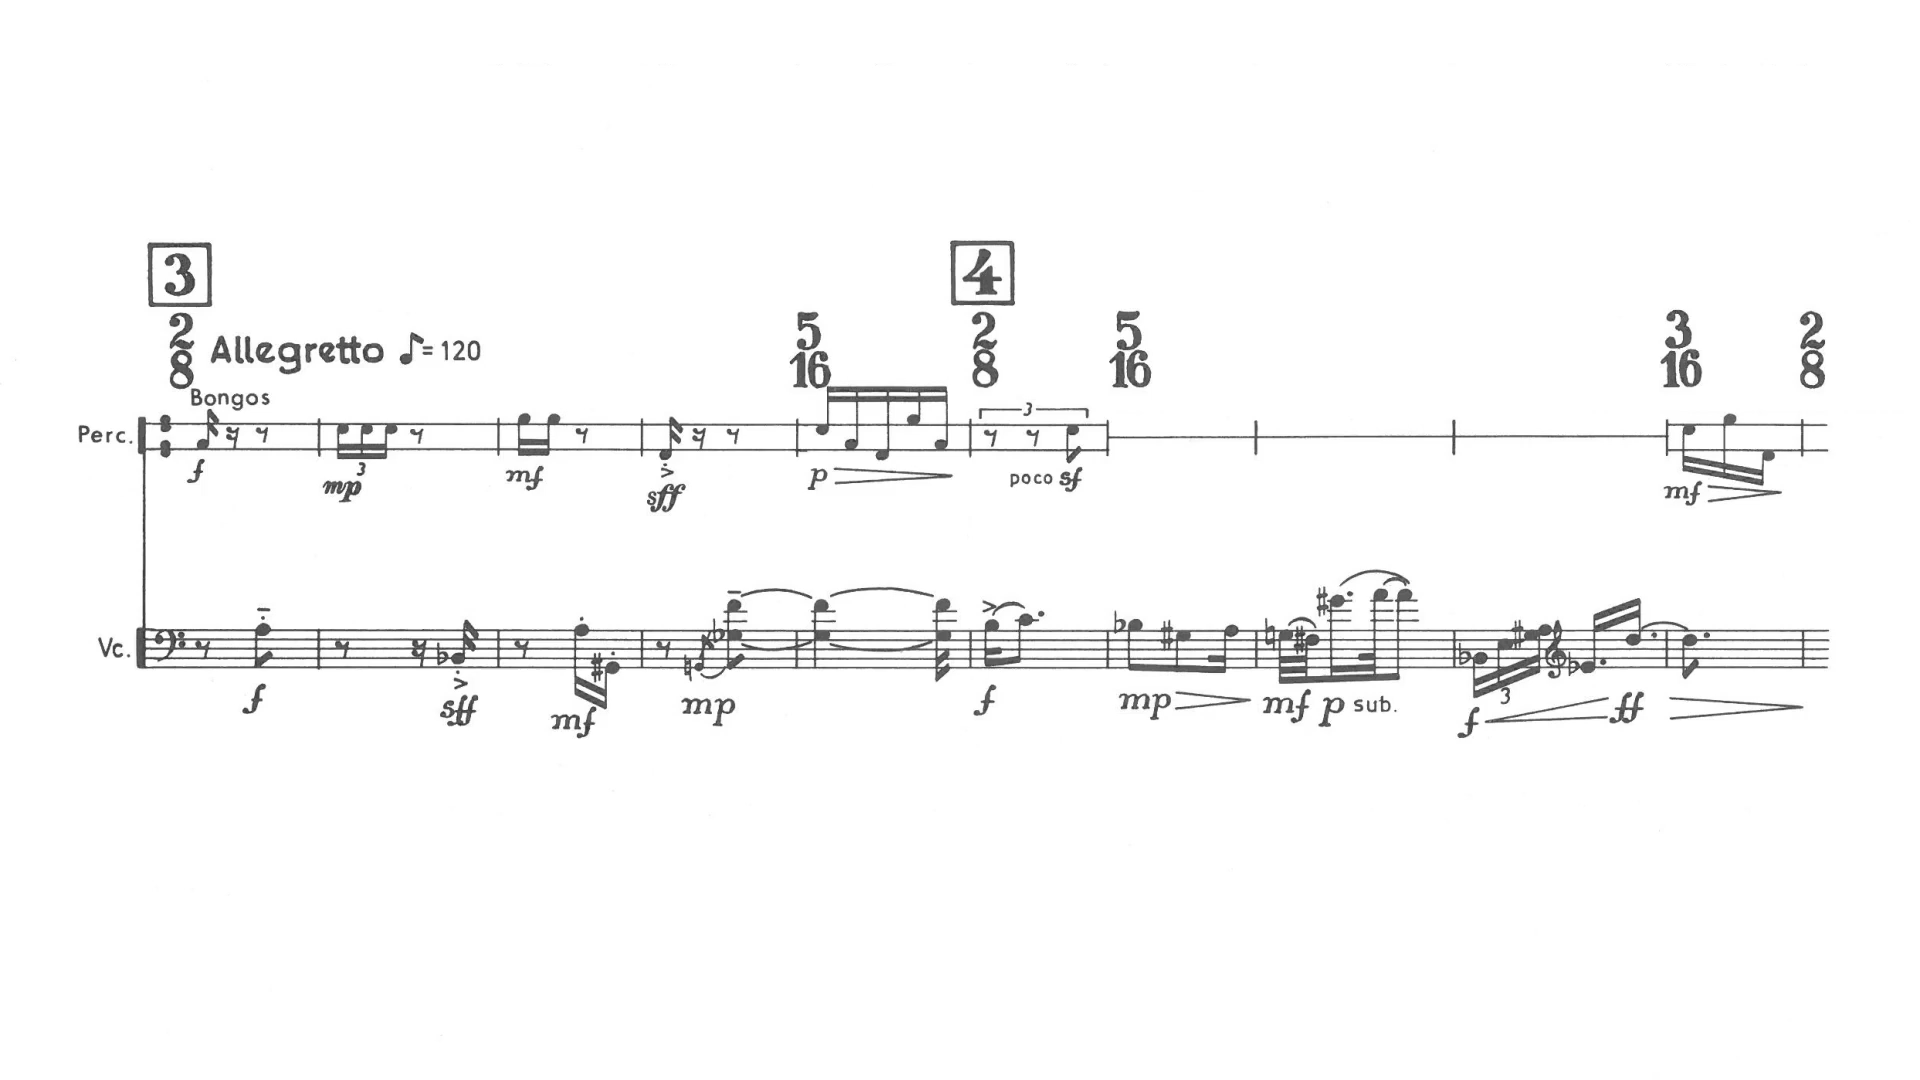 3 4
2/8 Allegretto ♪= 120 5/16 2/8 5/16 3/16 2/8
Bongos
3
Perc.
f mp 3 mf sff p poco sf mf
Vc.
f sff mf mp f mp mf p sub. f 3 ff